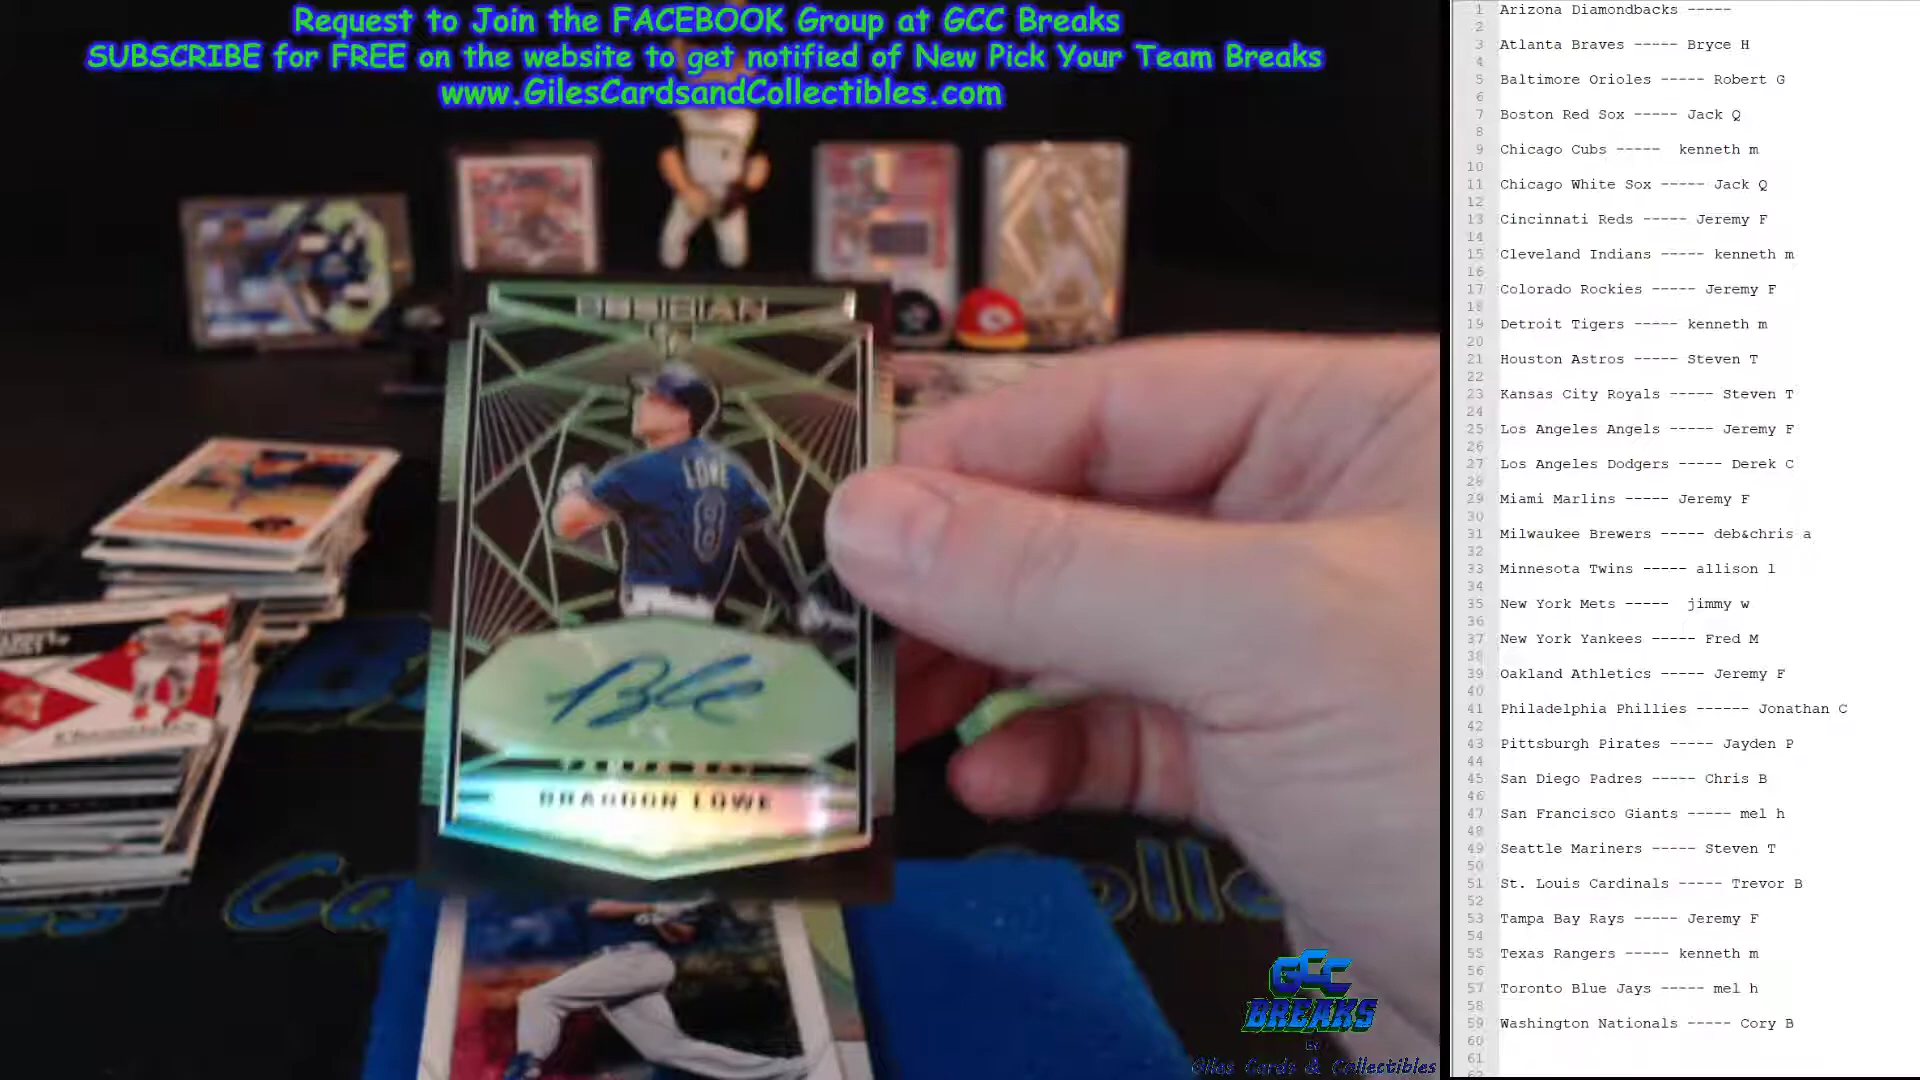 Request to Join the FACEBOOK Group at GCC Breaks
SUBSCRIBE for FREE on the website to get notified of New Pick Your Team Breaks
www.GilesCardsandCollectibles.com
OBSIDIAN
LOWE
8
TAMPA BAY
BRANDON LOWE
GCC
BREAKS
BY
Giles Cards & Collectibles
1 Arizona Diamondbacks -----
2
3 Atlanta Braves ----- Bryce H
4
5 Baltimore Orioles ----- Robert G
6
7 Boston Red Sox ----- Jack Q
8
9 Chicago Cubs ----- kenneth m
10
11 Chicago White Sox ----- Jack Q
12
13 Cincinnati Reds ----- Jeremy F
14
15 Cleveland Indians ----- kenneth m
16
17 Colorado Rockies ----- Jeremy F
18
19 Detroit Tigers ----- kenneth m
20
21 Houston Astros ----- Steven T
22
23 Kansas City Royals ----- Steven T
24
25 Los Angeles Angels ----- Jeremy F
26
27 Los Angeles Dodgers ----- Derek C
28
29 Miami Marlins ----- Jeremy F
30
31 Milwaukee Brewers ----- deb&chris a
32
33 Minnesota Twins ----- allison l
34
35 New York Mets ----- jimmy w
36
37 New York Yankees ----- Fred M
38
39 Oakland Athletics ----- Jeremy F
40
41 Philadelphia Phillies ------ Jonathan C
42
43 Pittsburgh Pirates ----- Jayden P
44
45 San Diego Padres ----- Chris B
46
47 San Francisco Giants ----- mel h
48
49 Seattle Mariners ----- Steven T
50
51 St. Louis Cardinals ----- Trevor B
52
53 Tampa Bay Rays ----- Jeremy F
54
55 Texas Rangers ----- kenneth m
56
57 Toronto Blue Jays ----- mel h
58
59 Washington Nationals ----- Cory B
60
61